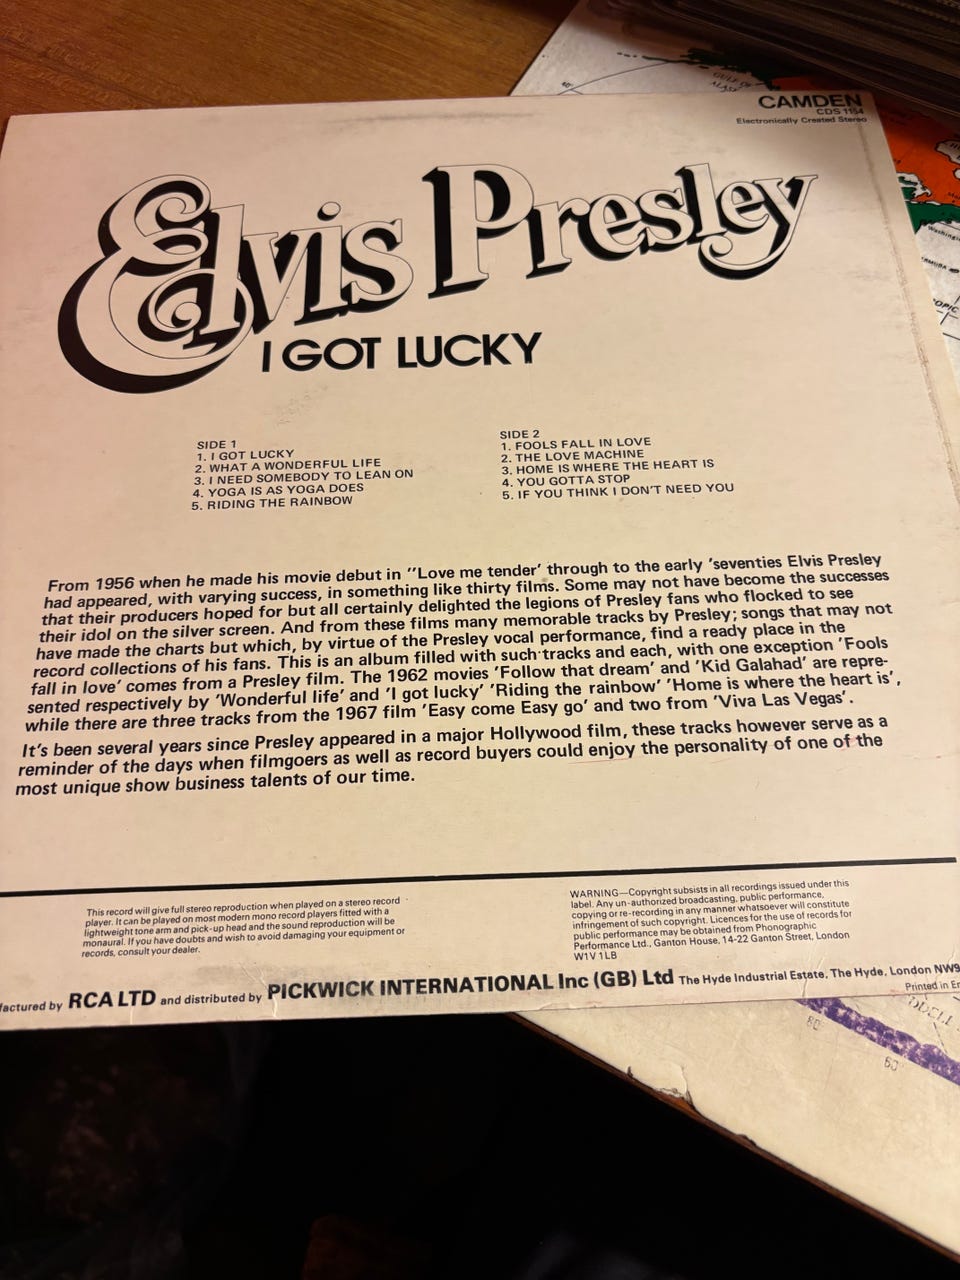 CAMDEN
CDS 1154
Electronically Created Stereo
Elvis Presley
I GOT LUCKY
SIDE 1
1. I GOT LUCKY
2. WHAT A WONDERFUL LIFE
3. I NEED SOMEBODY TO LEAN ON
4. YOGA IS AS YOGA DOES
5. RIDING THE RAINBOW
SIDE 2
1. FOOLS FALL IN LOVE
2. THE LOVE MACHINE
3. HOME IS WHERE THE HEART IS
4. YOU GOTTA STOP
5. IF YOU THINK I DON'T NEED YOU
From 1956 when he made his movie debut in ''Love me tender' through to the early 'seventies Elvis Presley
had appeared, with varying success, in something like thirty films. Some may not have become the successes
that their producers hoped for but all certainly delighted the legions of Presley fans who flocked to see
their idol on the silver screen. And from these films many memorable tracks by Presley; songs that may not
have made the charts but which, by virtue of the Presley vocal performance, find a ready place in the
record collections of his fans. This is an album filled with such tracks and each, with one exception 'Fools
fall in love' comes from a Presley film. The 1962 movies 'Follow that dream' and 'Kid Galahad' are repre-
sented respectively by 'Wonderful life' and 'I got lucky' 'Riding the rainbow' 'Home is where the heart is',
while there are three tracks from the 1967 film 'Easy come Easy go' and two from 'Viva Las Vegas'.
It's been several years since Presley appeared in a major Hollywood film, these tracks however serve as a
reminder of the days when filmgoers as well as record buyers could enjoy the personality of one of the
most unique show business talents of our time.
This record will give full stereo reproduction when played on a stereo record
player. It can be played on most modern mono record players fitted with a
lightweight tone arm and pick-up head and the sound reproduction will be
monaural. If you have doubts and wish to avoid damaging your equipment or
records, consult your dealer.
WARNING—Copyright subsists in all recordings issued under this
label. Any un-authorized broadcasting, public performance,
copying or re-recording in any manner whatsoever will constitute
infringement of such copyright. Licences for the use of records for
public performance may be obtained from Phonographic
Performance Ltd., Ganton House, 14-22 Ganton Street, London
W1V 1LB
factured by RCA LTD and distributed by PICKWICK INTERNATIONAL Inc (GB) Ltd The Hyde Industrial Estate, The Hyde, London NW9
Printed in En
GULF OF
ALASKA
Washington
80
60